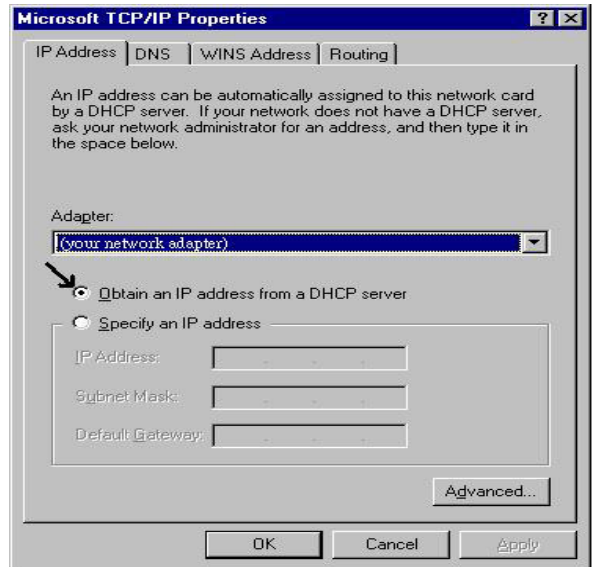 Microsoft TCP/IP Properties
? X
IP Address DNS WINS Address Routing
An IP address can be automatically assigned to this network card
by a DHCP server. If your network does not have a DHCP server,
ask your network administrator for an address, and then type it in
the space below.
Adapter:
(your network adapter)
Obtain an IP address from a DHCP server
Specify an IP address
IP Address:
Subnet Mask:
Default Gateway:
Advanced...
OK Cancel Apply